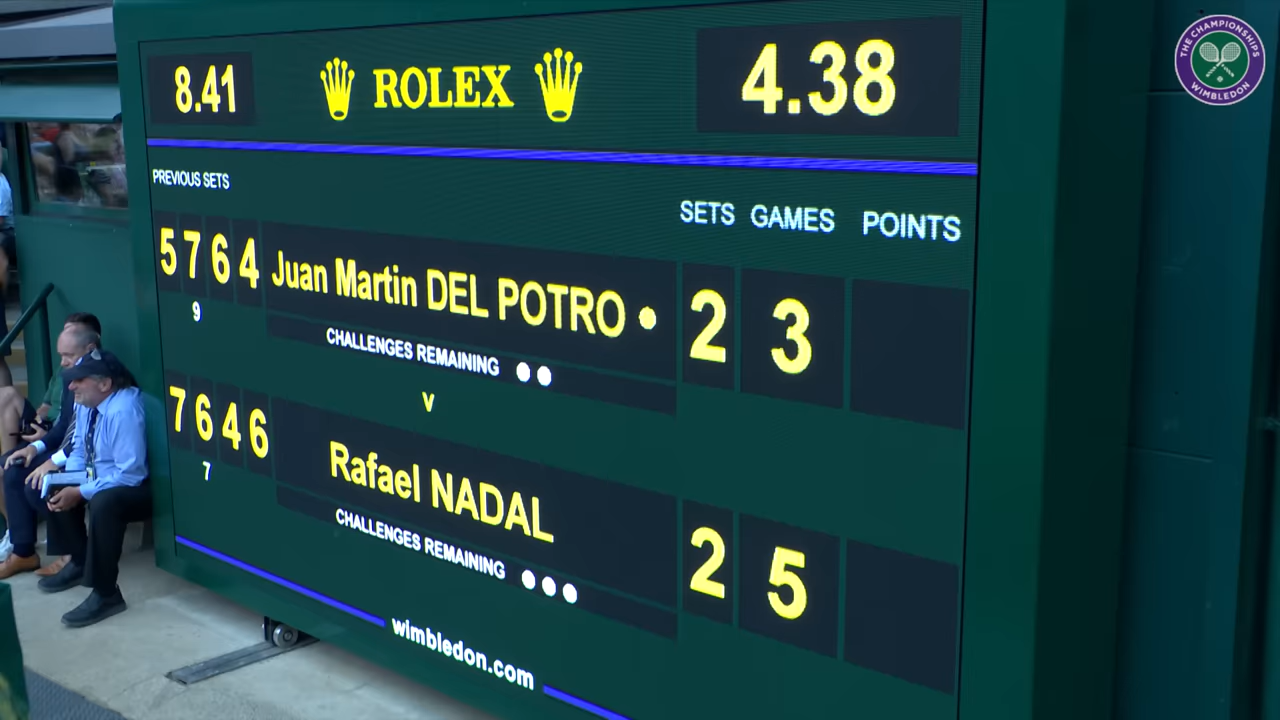 8.41 ROLEX 4.38
THE CHAMPIONSHIPS
WIMBLEDON
PREVIOUS SETS
SETS GAMES POINTS
5 7 6 4 Juan Martin DEL POTRO • 2 3
9
CHALLENGES REMAINING
v
7 6 4 6 Rafael NADAL 2 5
7
CHALLENGES REMAINING
wimbledon.com